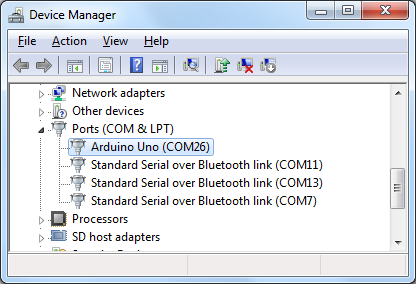 Device Manager
File Action View Help
Network adapters
Other devices
Ports (COM & LPT)
Arduino Uno (COM26)
Standard Serial over Bluetooth link (COM11)
Standard Serial over Bluetooth link (COM13)
Standard Serial over Bluetooth link (COM7)
Processors
SD host adapters